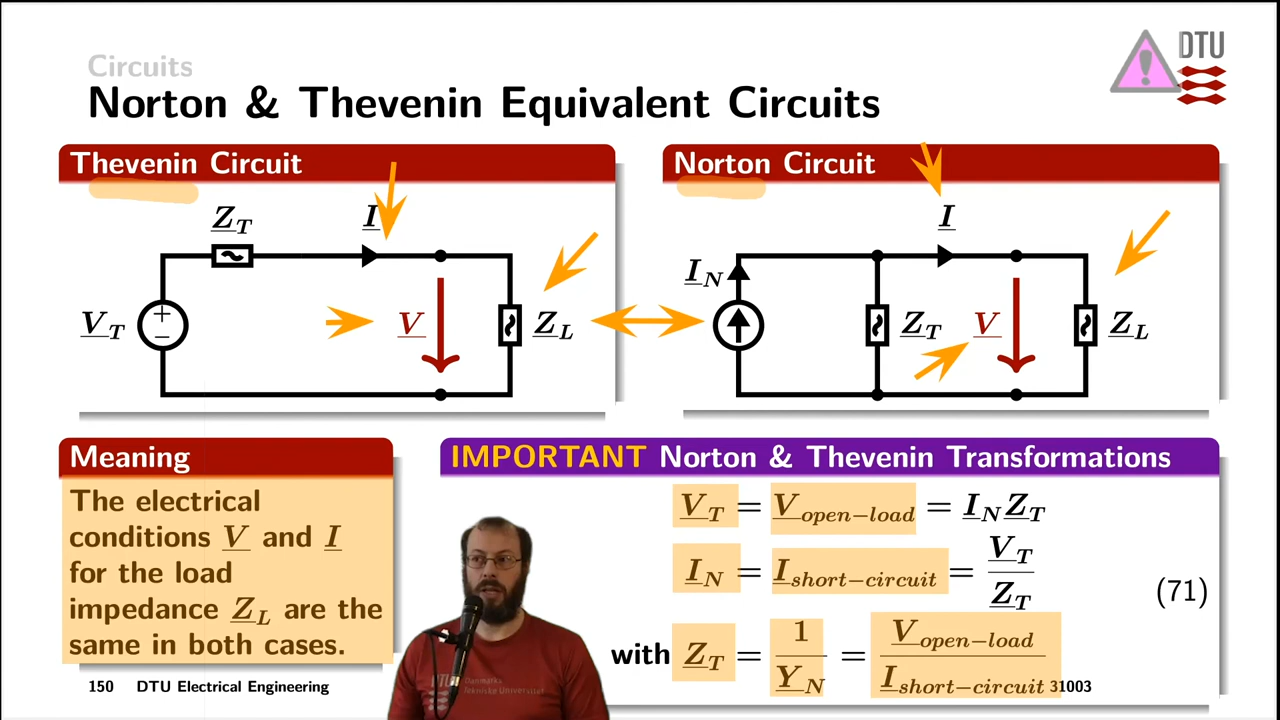 Circuits
DTU
Norton & Thevenin Equivalent Circuits
Thevenin Circuit
Z_T
I
V_T
+
−
V
Z_L
Norton Circuit
I
I_N
Z_T
V
Z_L
Meaning
The electrical
conditions V and I
for the load
impedance Z_L are the
same in both cases.
IMPORTANT Norton & Thevenin Transformations
V_T = V_open−load = I_N Z_T
I_N = I_short−circuit = V_T / Z_T
(71)
with Z_T = 1 / Y_N = V_open−load / I_short−circuit
Danmarks
Tekniske Universitet
150 DTU Electrical Engineering
31003